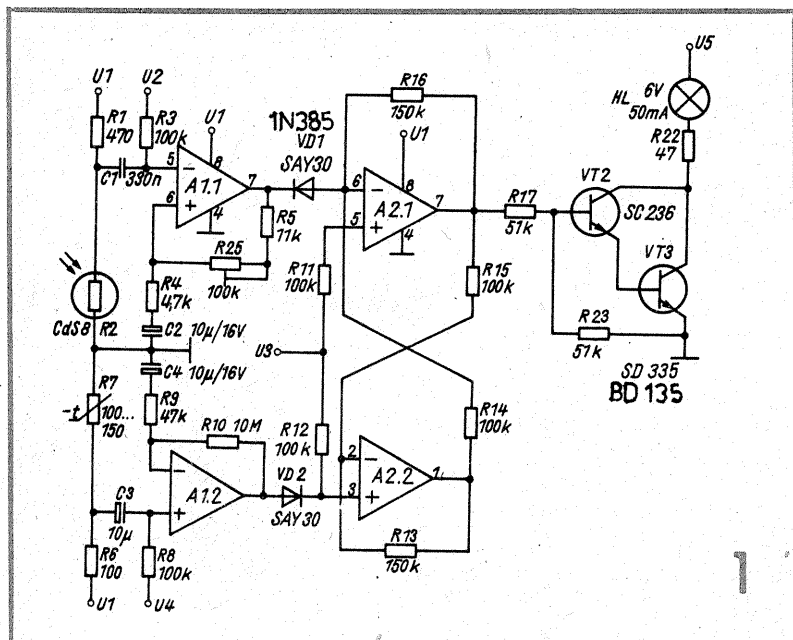 U1
U2
R1
470
R3
100k
C1 330n
U1
5
6
8
4
7
A1.1
1N385
VD1
SAY30
R5
11k
R25
100k
R4
4,7k
C2
10µ/16V
C4
10µ/16V
CdS8
R2
R7
-t
100...
150
R9
47k
R10 10M
A1.2
C3
10µ
R6
100
R8
100k
U1
U4
VD2
SAY30
U3
R11
100k
R12
100k
R16
150k
U1
6
5
8
4
7
A2.1
R15
100k
R14
100k
2
3
1
A2.2
R13
150k
R17
51k
VT2
SC236
VT3
R23
51k
SD 335
BD 135
U5
HL
6V
50mA
R22
47
1